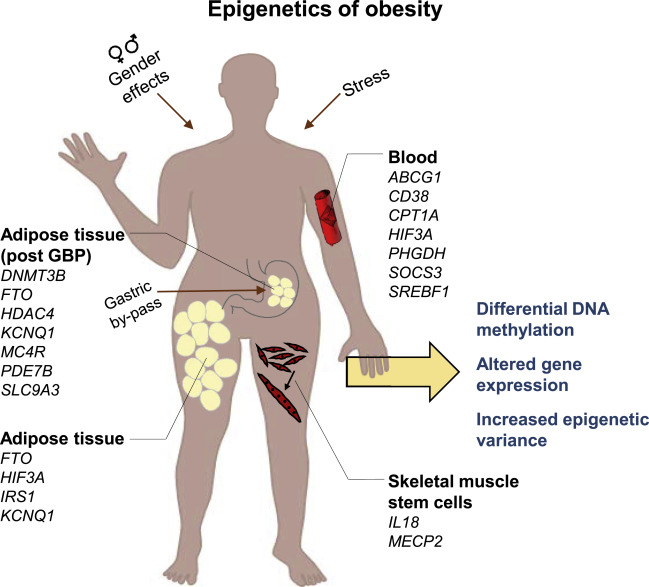 Epigenetics of obesity
♀♂
Gender
effects
Stress
Blood
ABCG1
CD38
CPT1A
HIF3A
PHGDH
SOCS3
SREBF1
Adipose tissue
(post GBP)
DNMT3B
FTO
HDAC4
KCNQ1
MC4R
PDE7B
SLC9A3
Gastric
by-pass
Differential DNA
methylation
Altered gene
expression
Increased epigenetic
variance
Adipose tissue
FTO
HIF3A
IRS1
KCNQ1
Skeletal muscle
stem cells
IL18
MECP2